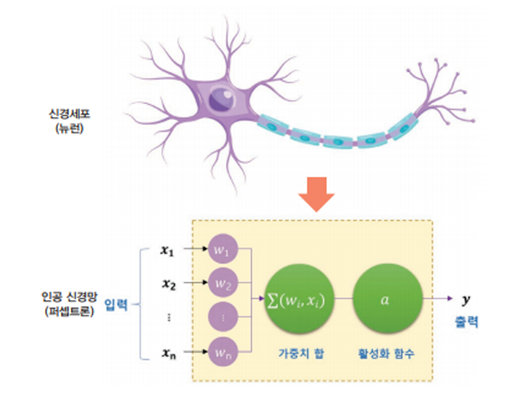 신경세포
(뉴런)
x₁ w₁
x₂ w₂
인공 신경망
(퍼셉트론)
입력
⋮ ⋮
xₙ wₙ
∑(wᵢ, xᵢ)
a
y
출력
가중치 합
활성화 함수